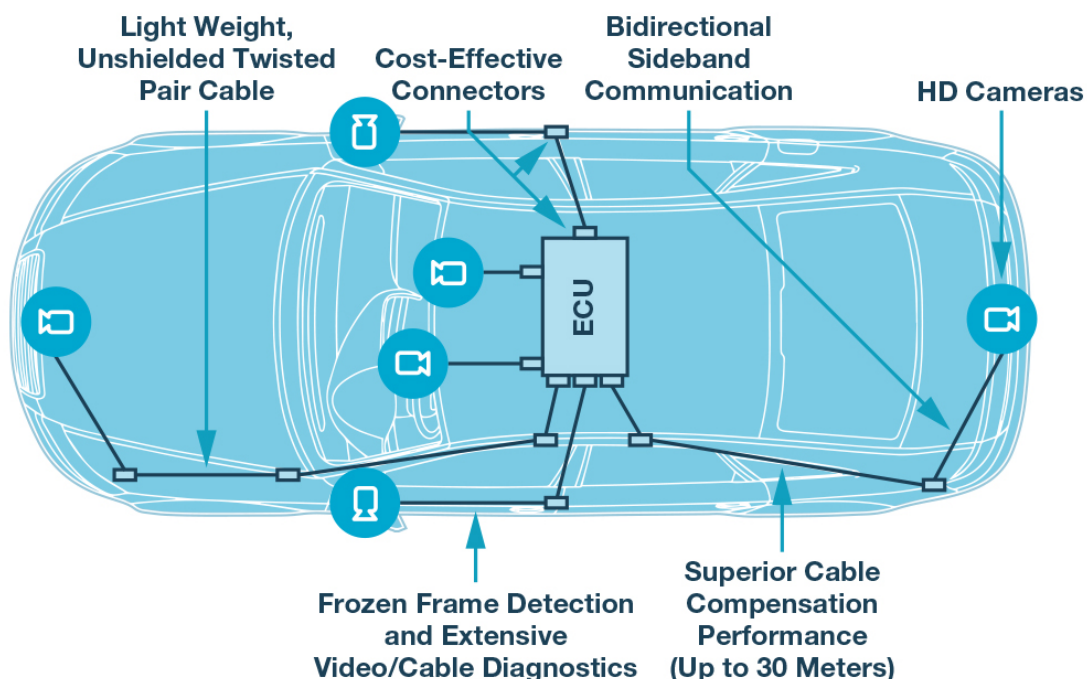 Light Weight,
Unshielded Twisted
Pair Cable
Cost-Effective
Connectors
Bidirectional
Sideband
Communication
HD Cameras
ECU
Frozen Frame Detection
and Extensive
Video/Cable Diagnostics
Superior Cable
Compensation
Performance
(Up to 30 Meters)